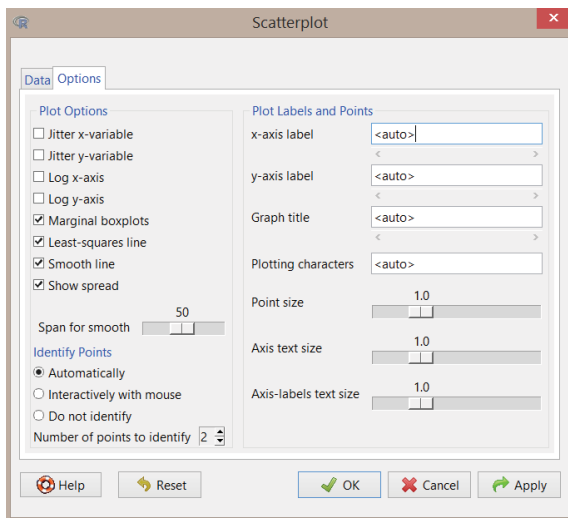 Scatterplot
Data Options
Plot Options
Jitter x-variable
Jitter y-variable
Log x-axis
Log y-axis
Marginal boxplots
Least-squares line
Smooth line
Show spread
50
Span for smooth
Identify Points
Automatically
Interactively with mouse
Do not identify
Number of points to identify 2
Plot Labels and Points
x-axis label <auto>
y-axis label <auto>
Graph title <auto>
Plotting characters <auto>
1.0
Point size
1.0
Axis text size
1.0
Axis-labels text size
Help Reset OK Cancel Apply